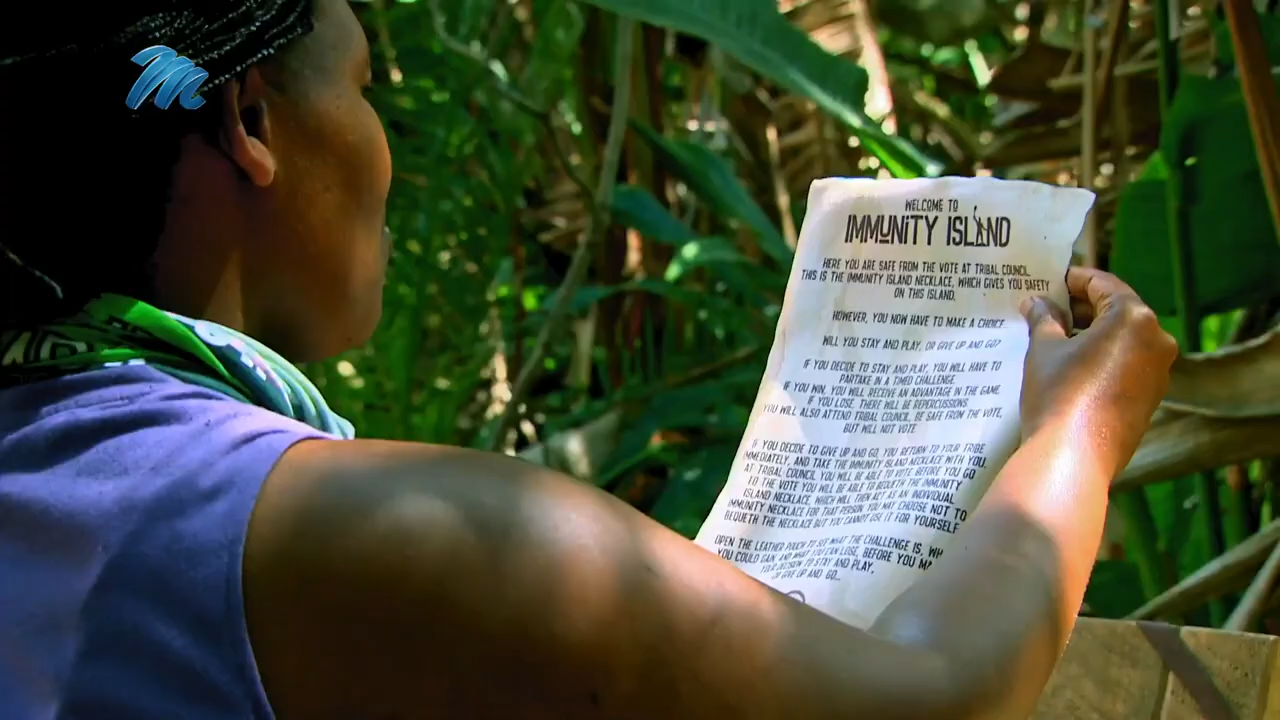 WELCOME TO
IMMUNITY ISLAND
HERE YOU ARE SAFE FROM THE VOTE AT TRIBAL COUNCIL.
THIS IS THE IMMUNITY ISLAND NECKLACE, WHICH GIVES YOU SAFETY
ON THIS ISLAND.
HOWEVER, YOU NOW HAVE TO MAKE A CHOICE.
WILL YOU STAY AND PLAY, OR GIVE UP AND GO?
IF YOU DECIDE TO STAY AND PLAY, YOU WILL HAVE TO
PARTAKE IN A TIMED CHALLENGE.
IF YOU WIN, YOU WILL RECEIVE AN ADVANTAGE IN THE GAME.
IF YOU LOSE, THERE WILL BE REPERCUSSIONS.
YOU WILL ALSO ATTEND TRIBAL COUNCIL, BE SAFE FROM THE VOTE,
BUT WILL NOT VOTE.
IF YOU DECIDE TO GIVE UP AND GO, YOU RETURN TO YOUR TRIBE
IMMEDIATELY, AND TAKE THE IMMUNITY ISLAND NECKLACE WITH YOU.
AT TRIBAL COUNCIL YOU WILL BE ABLE TO VOTE. BEFORE YOU GO
TO THE VOTE YOU WILL BE ABLE TO BEQUETH THE IMMUNITY
ISLAND NECKLACE, WHICH WILL THEN ACT AS AN INDIVIDUAL
IMMUNITY NECKLACE FOR THAT PERSON. YOU MAY CHOOSE NOT TO
BEQUETH THE NECKLACE BUT YOU CANNOT USE IT FOR YOURSELF.
OPEN THE LEATHER POUCH TO SEE WHAT THE CHALLENGE IS,
YOU COULD GAIN AND WHAT YOU CAN LOSE, BEFORE YOU
YOUR DECISION TO STAY AND PLAY,
OR GIVE UP AND GO...